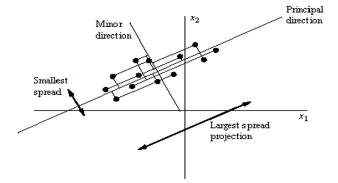 Minor
direction
x2
Principal
direction
Smallest
spread
x1
Largest spread
projection